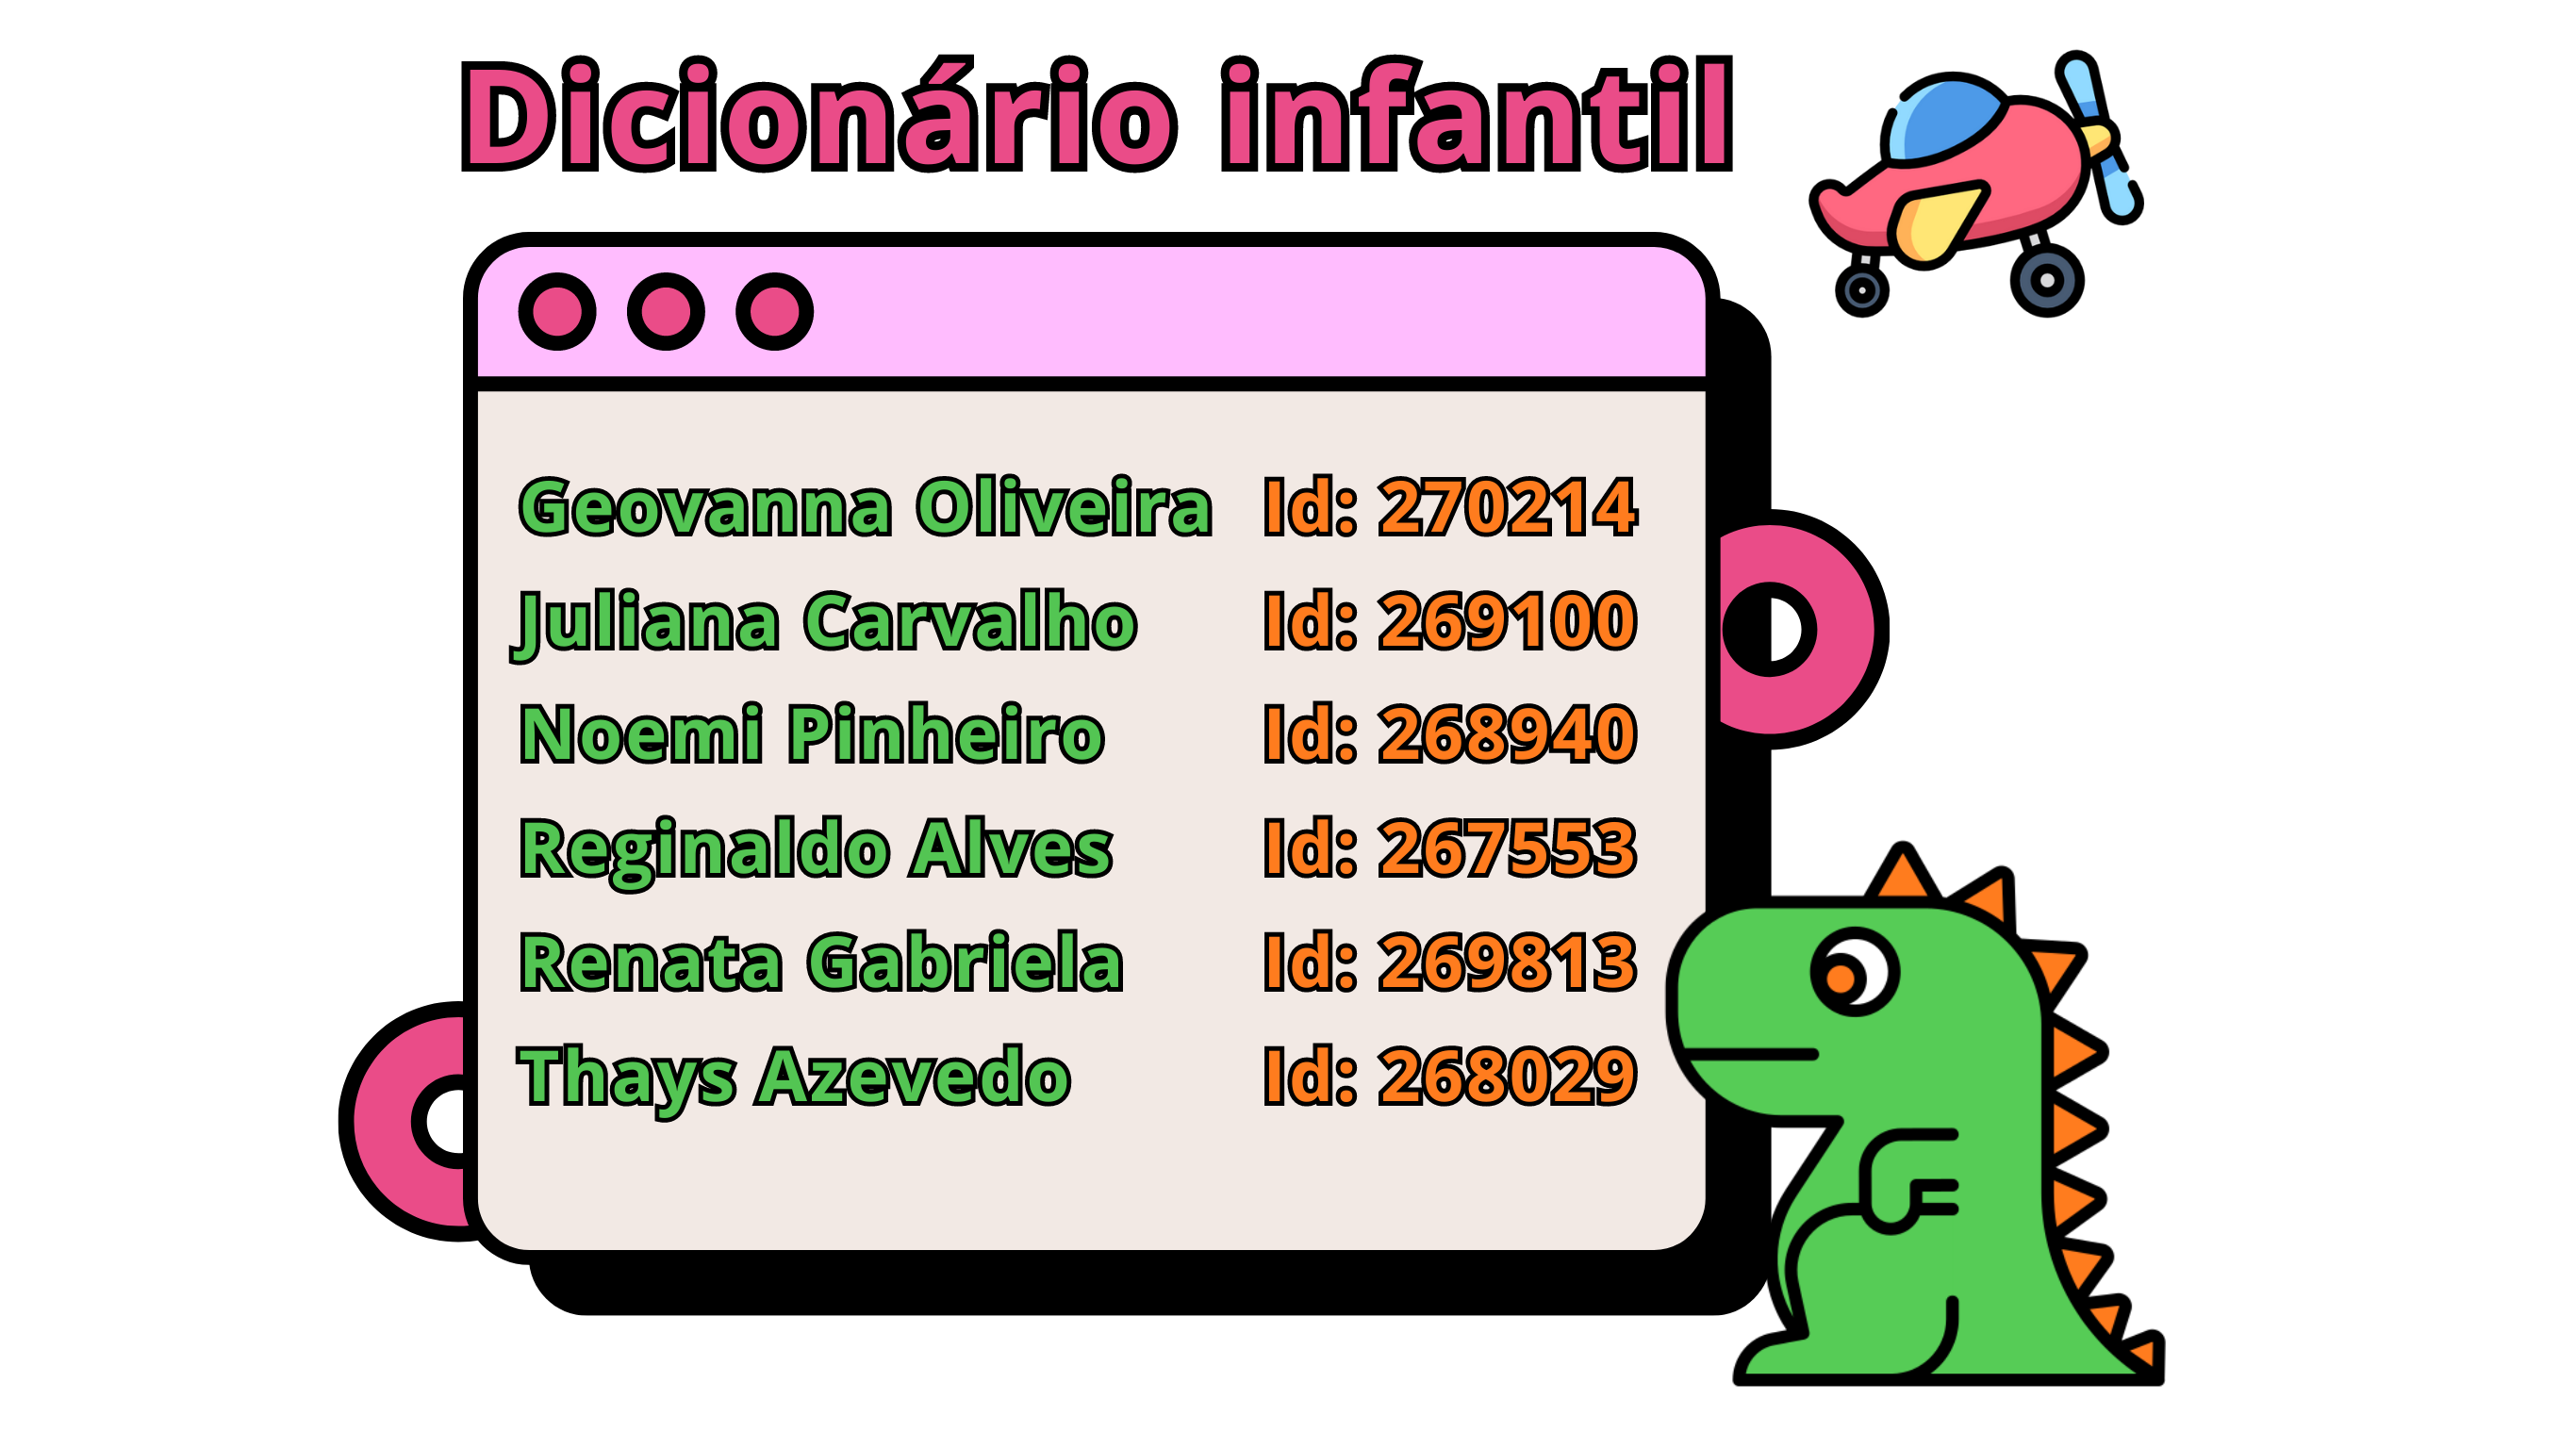 Dicionário infantil
Geovanna Oliveira Id: 270214
Juliana Carvalho Id: 269100
Noemi Pinheiro Id: 268940
Reginaldo Alves Id: 267553
Renata Gabriela Id: 269813
Thays Azevedo Id: 268029